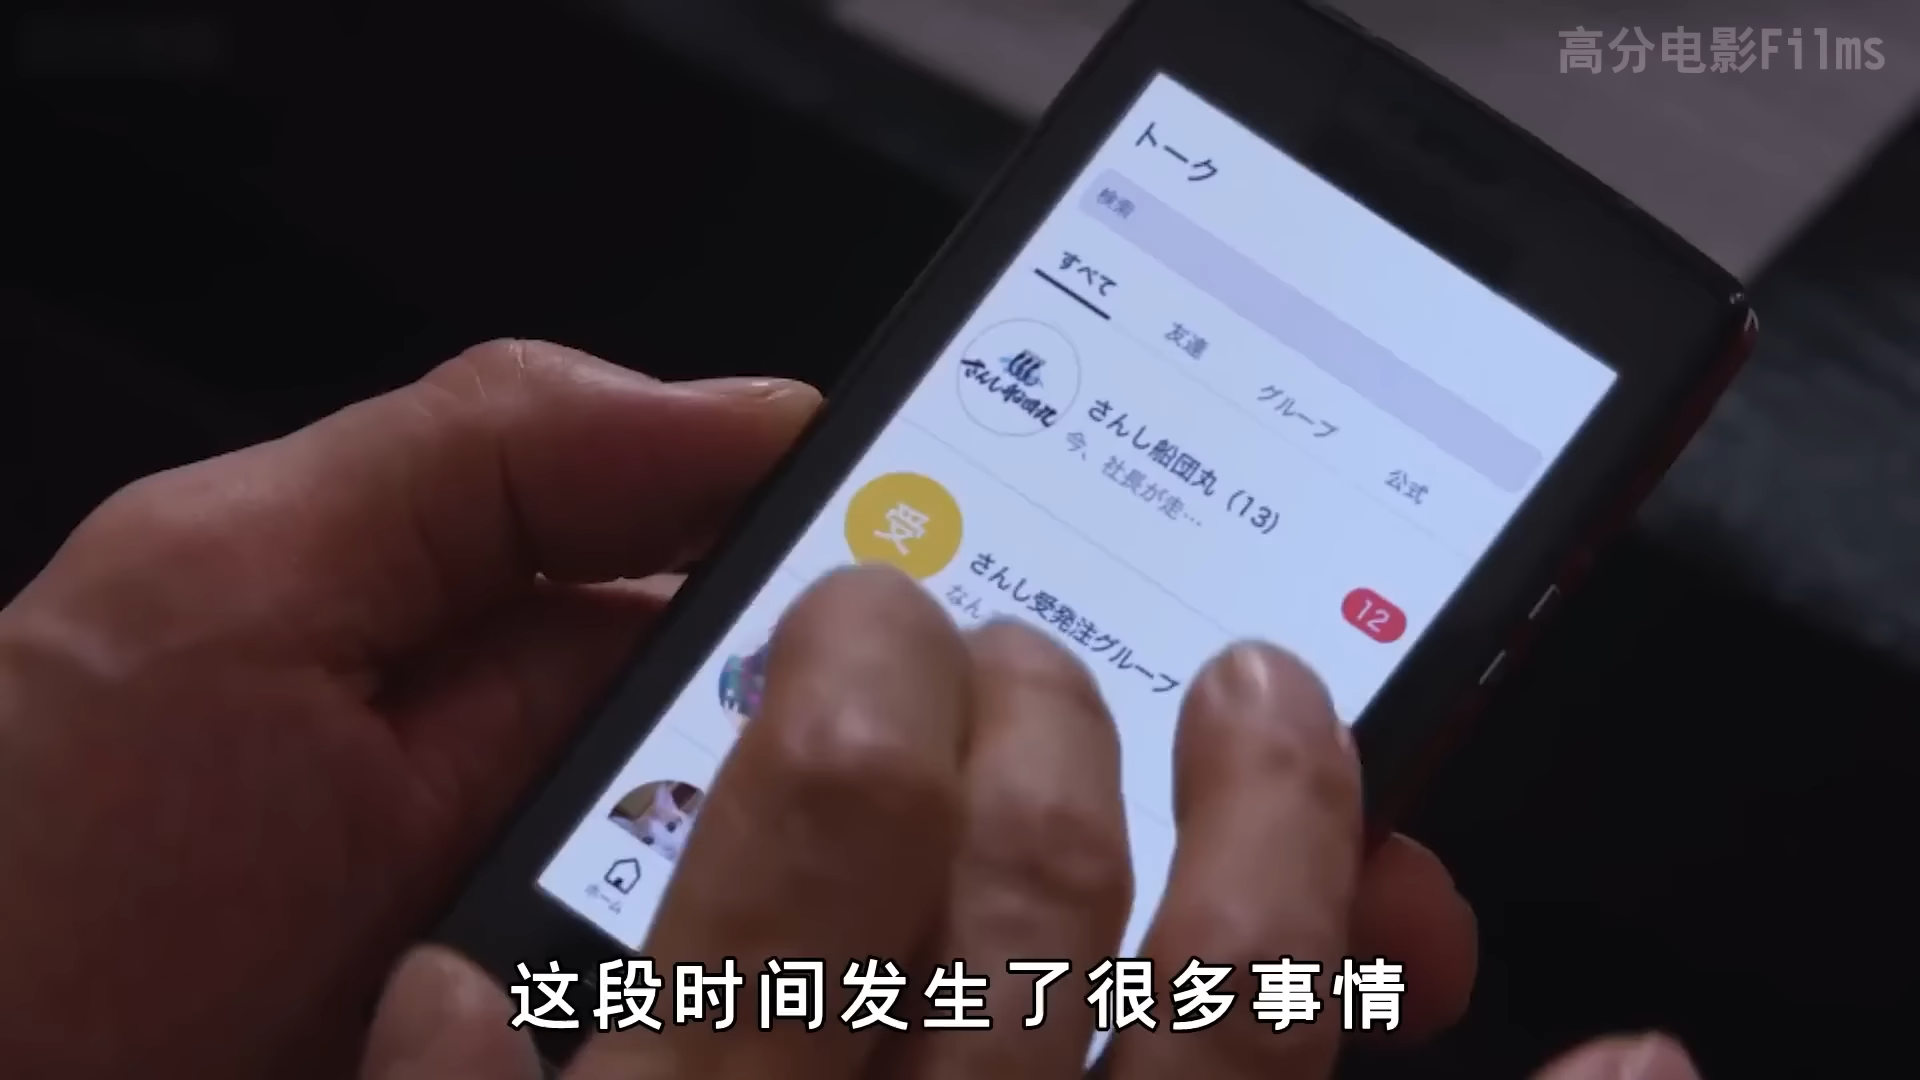 高分电影Films
トーク
検索
すべて 友達 グループ 公式
さんし船団丸
さんし船団丸（13）
今、社長が走…
12
受
さんし受発注グループ
なん
ホーム
这段时间发生了很多事情